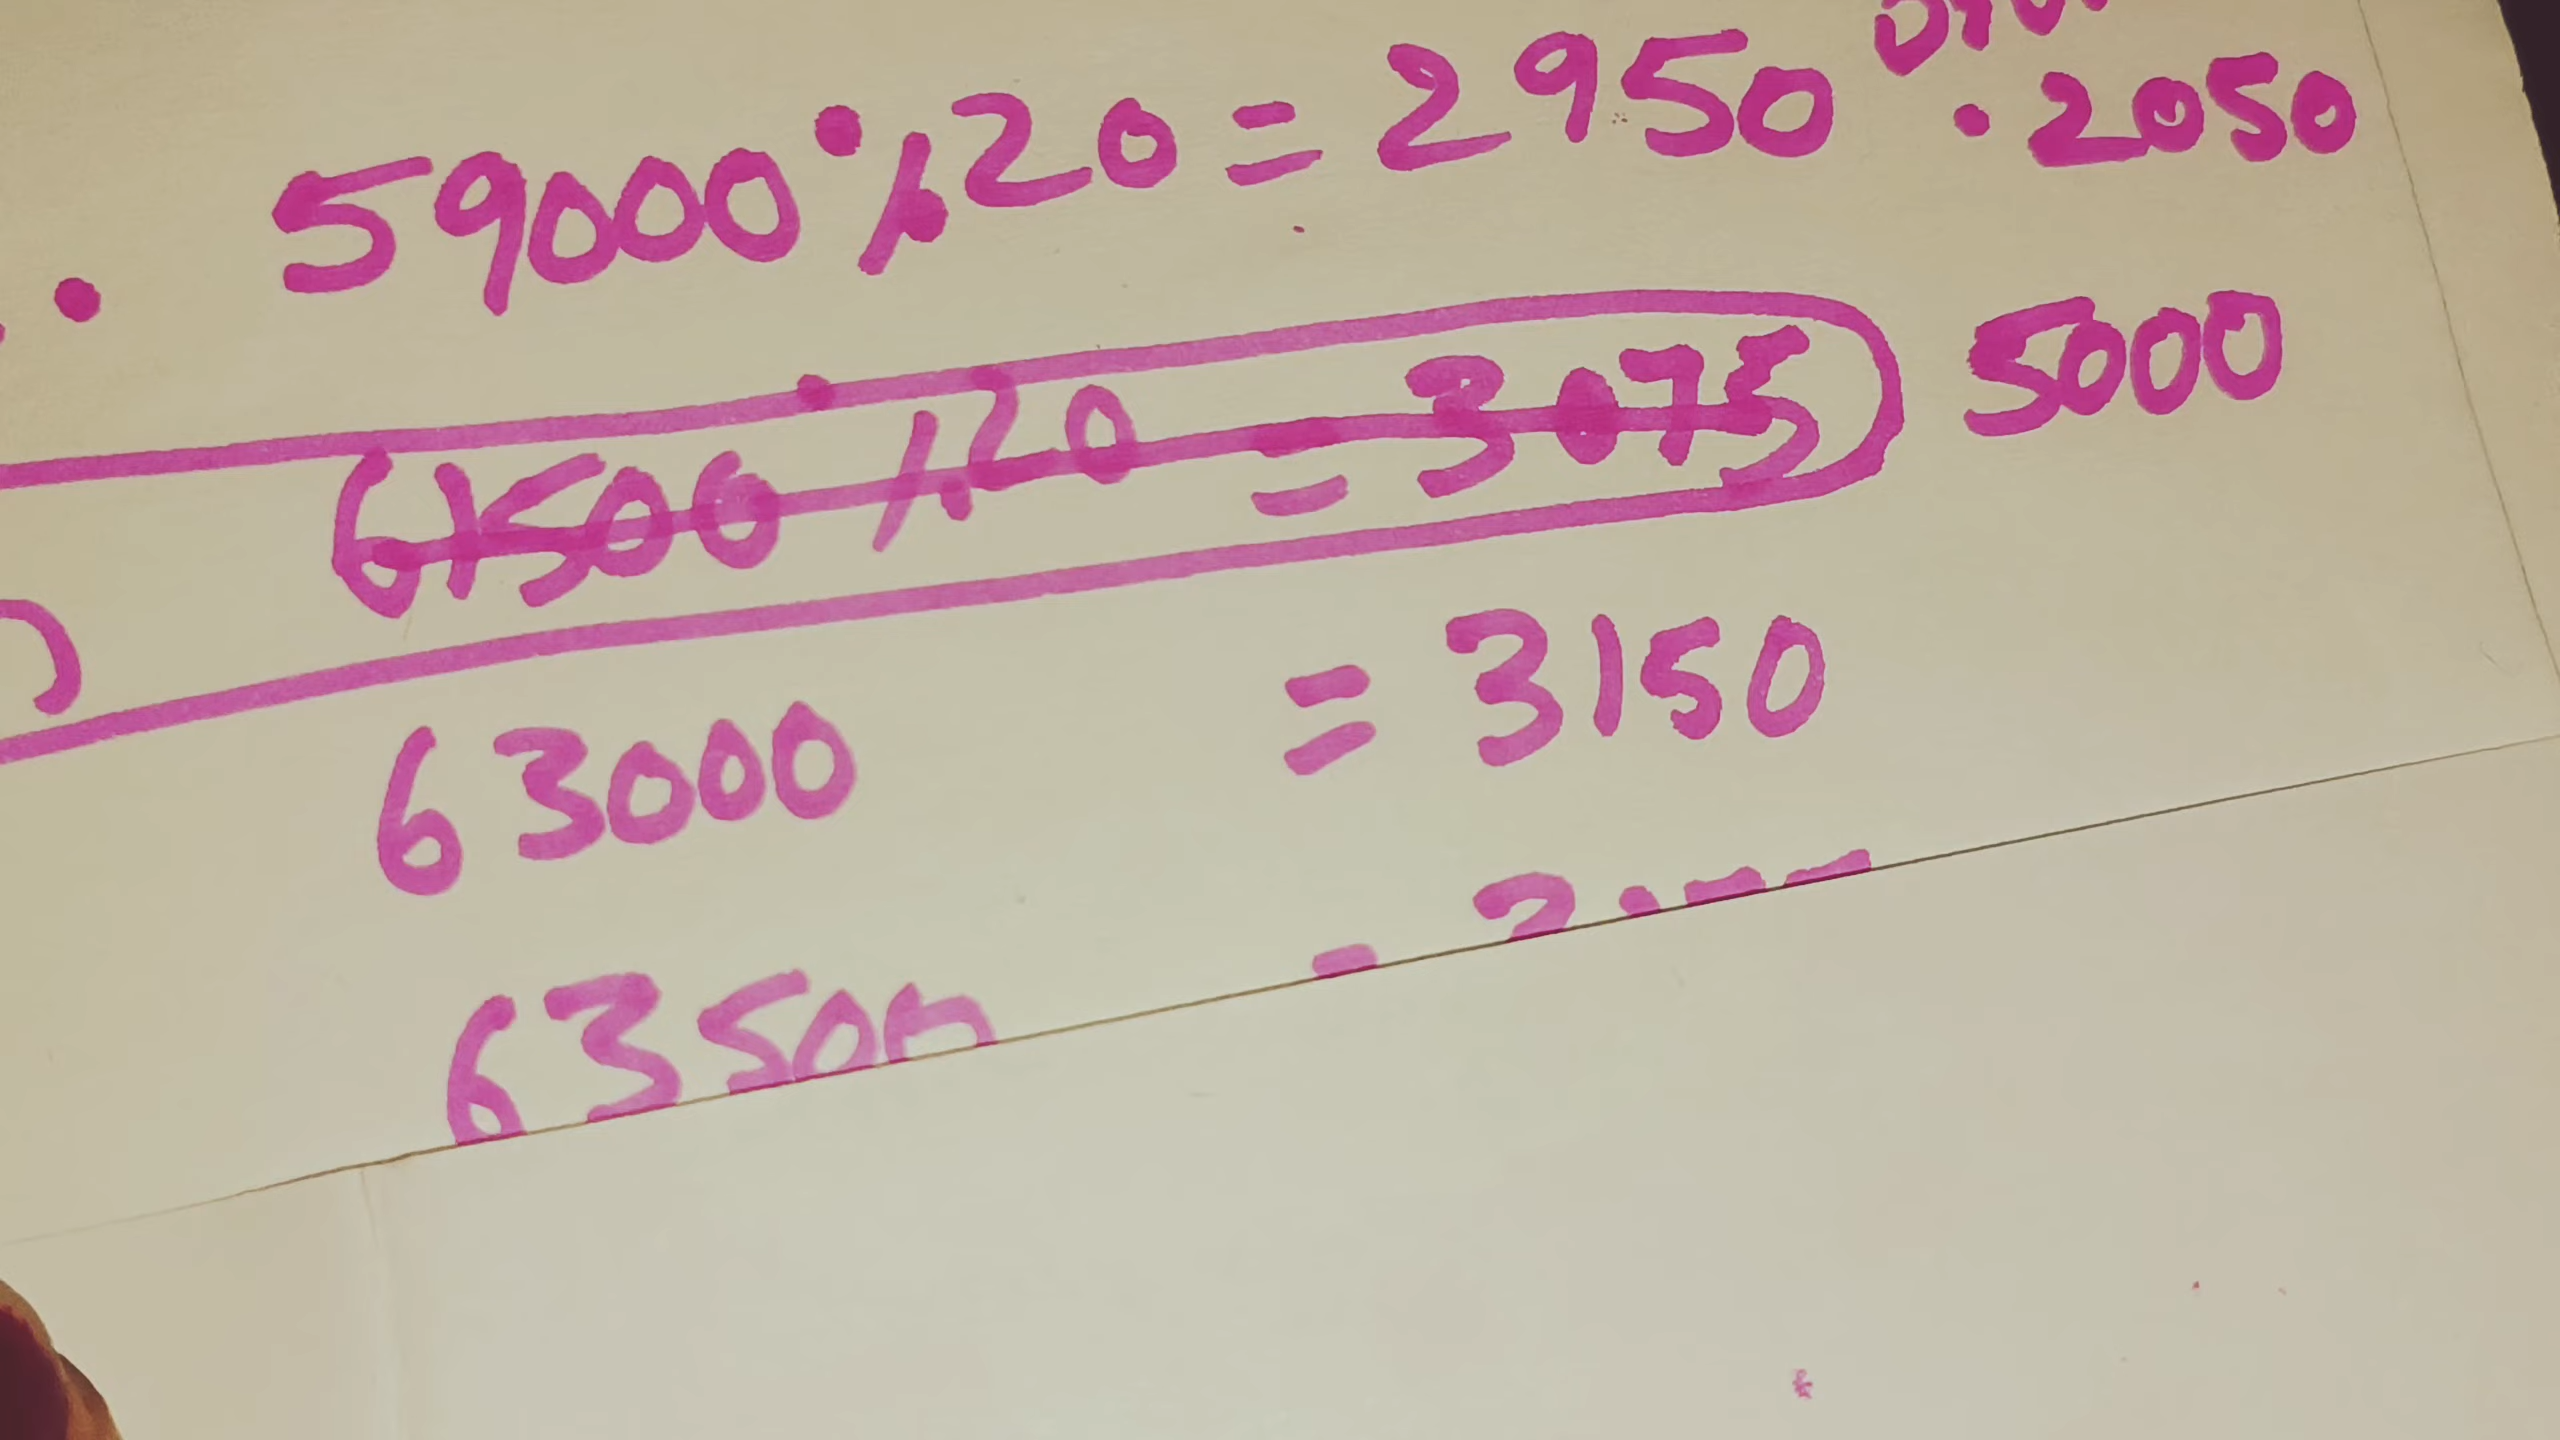 59000 ÷ 20 = 2950 . 2050
61500 ÷ 20 = 3075 5000
63000 = 3150
63500